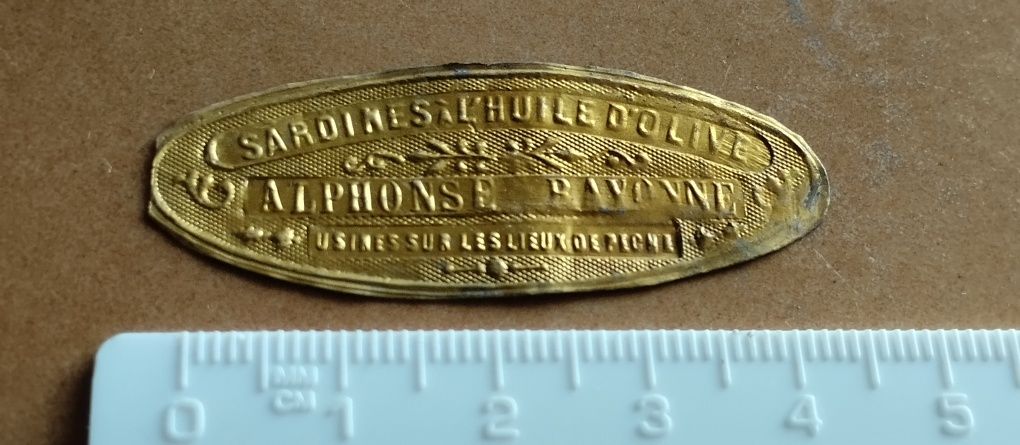 SARDINES À L'HUILE D'OLIVE
ALPHONSE BAYONNE
USINES SUR LES LIEUX DE PECHE
MM
CM
0 1 2 3 4 5